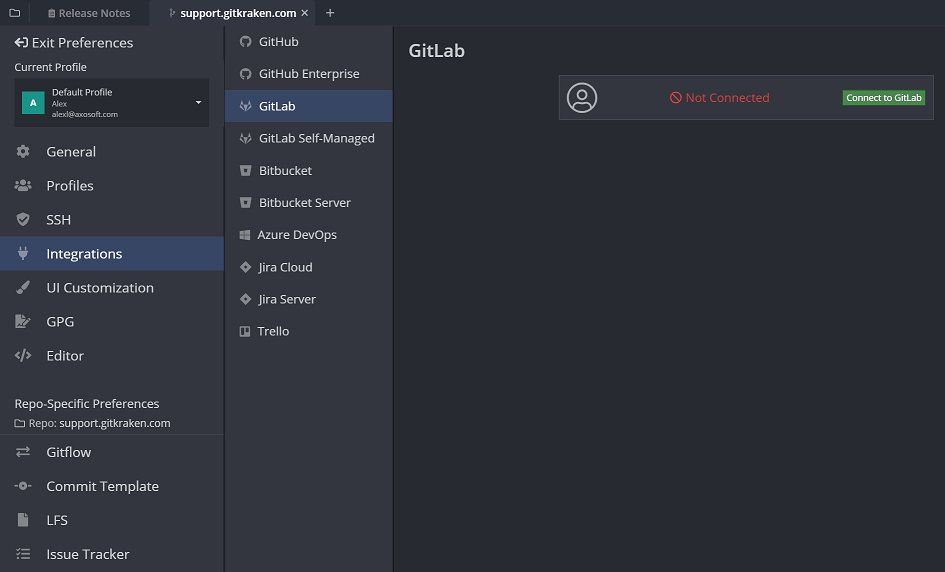 Release Notes
support.gitkraken.com
Exit Preferences
Current Profile
A
Default Profile
Alex
alexl@axosoft.com
General
Profiles
SSH
Integrations
UI Customization
GPG
Editor
Repo-Specific Preferences
Repo: support.gitkraken.com
Gitflow
Commit Template
LFS
Issue Tracker
GitHub
GitHub Enterprise
GitLab
GitLab Self-Managed
Bitbucket
Bitbucket Server
Azure DevOps
Jira Cloud
Jira Server
Trello
GitLab
Not Connected
Connect to GitLab